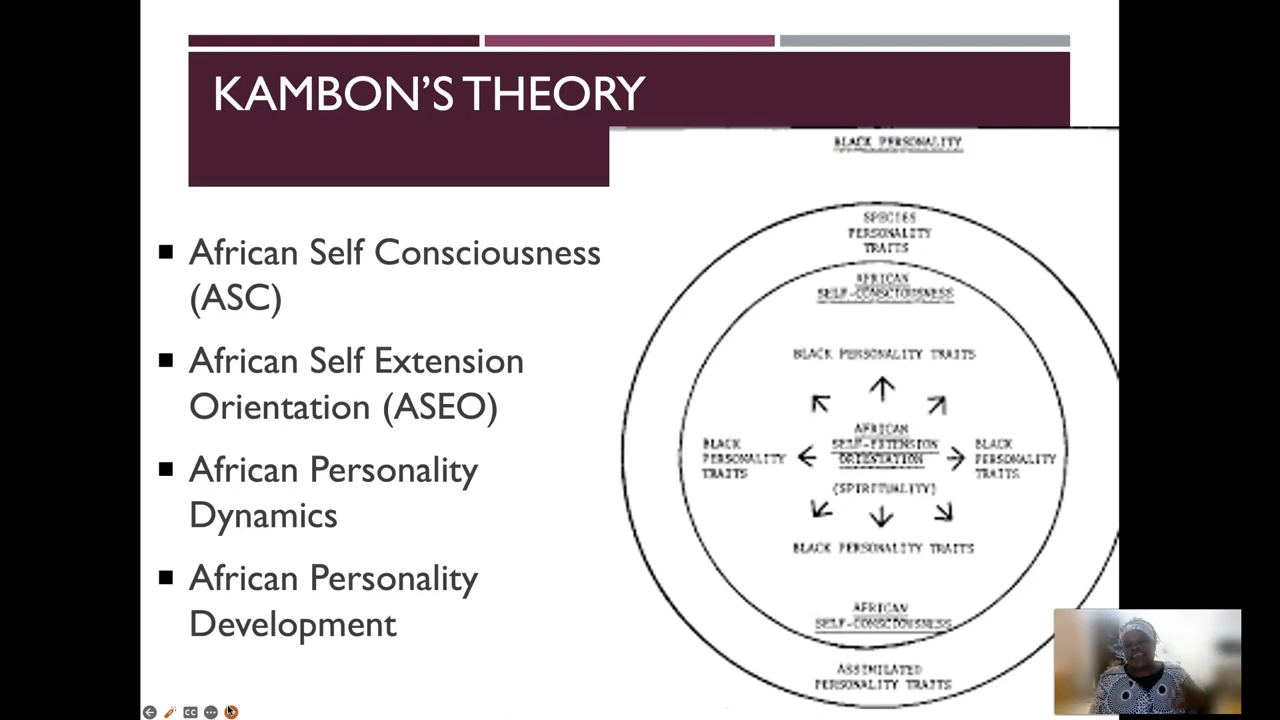 KAMBON'S THEORY
■ African Self Consciousness
(ASC)
■ African Self Extension
Orientation (ASEO)
■ African Personality
Dynamics
■ African Personality
Development
BLACK PERSONALITY
SPECIES
PERSONALITY
TRAITS
AFRICAN
SELF-CONSCIOUSNESS
BLACK PERSONALITY TRAITS
BLACK
PERSONALITY
TRAITS
AFRICAN
SELF-EXTENSION
ORIENTATION
(SPIRITUALITY)
BLACK
PERSONALITY
TRAITS
BLACK PERSONALITY TRAITS
AFRICAN
SELF-CONSCIOUSNESS
ASSIMILATED
PERSONALITY TRAITS
CC